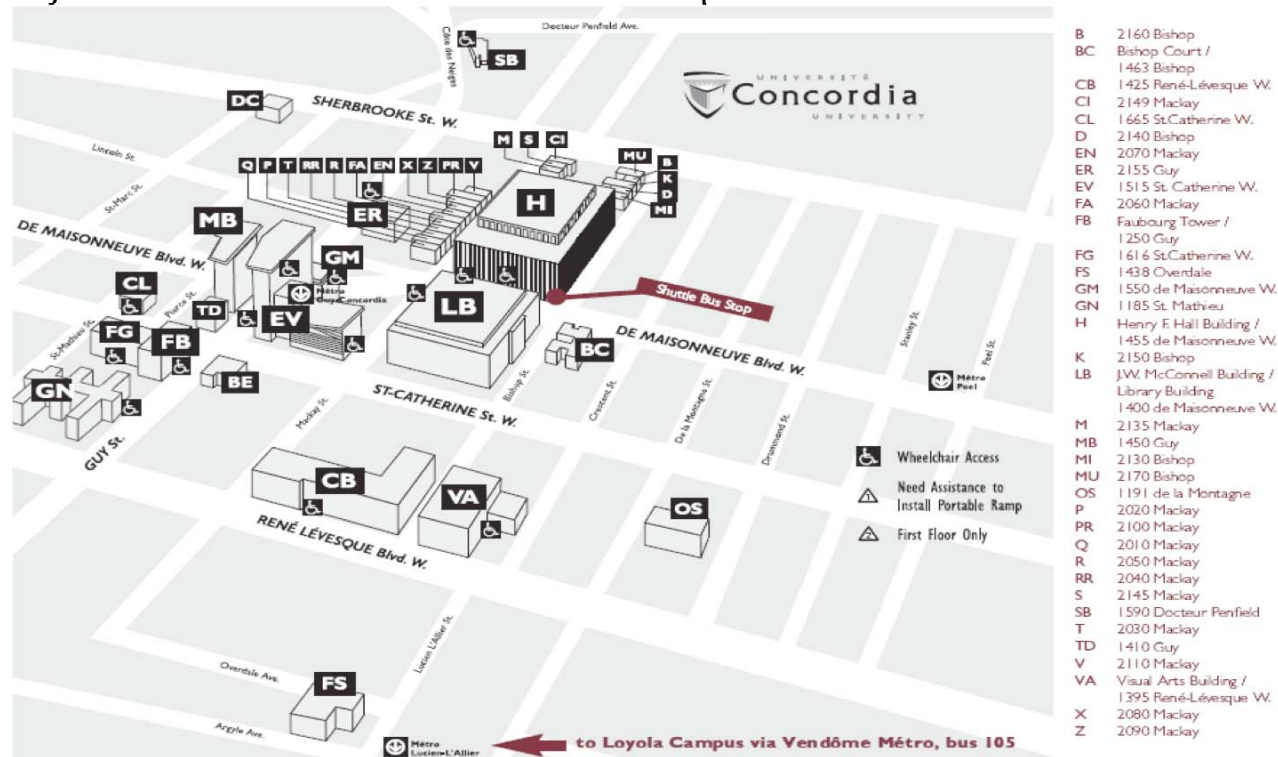 Docteur Penfield Ave.
Côte des Neiges
SB
UNIVERSITÉ
Concordia
UNIVERSITY
DC
SHERBROOKE St. W.
M S CI
MU
B
K
D
MI
Lincoln St.
Q P T RR R FA EN X Z PR V
St-Marc St.
ER
H
MB
DE MAISONNEUVE Blvd. W.
GM
Métro
Guy-Concordia
CL
Pierce St.
TD
EV
LB
Shuttle Bus Stop
FG
FB
St-Mathieu St.
BE
BC
DE MAISONNEUVE Blvd. W.
Stanley St.
Peel St.
Métro
Peel
GN
GUY St.
Mackay St.
ST-CATHERINE St. W.
Bishop St.
Crescent St.
De la Montagne St.
Drummond St.
CB
VA
OS
RENÉ LÉVESQUE Blvd. W.
Wheelchair Access
1
Need Assistance to
Install Portable Ramp
2
First Floor Only
Lucien L'Allier St.
Overdale Ave.
FS
Argyle Ave.
Métro
Lucien-L'Allier
to Loyola Campus via Vendôme Métro, bus 105
B 2160 Bishop
BC Bishop Court /
1463 Bishop
CB 1425 René-Lévesque W.
CI 2149 Mackay
CL 1665 St.Catherine W.
D 2140 Bishop
EN 2070 Mackay
ER 2155 Guy
EV 1515 St. Catherine W.
FA 2060 Mackay
FB Faubourg Tower /
1250 Guy
FG 1616 St.Catherine W.
FS 1438 Overdale
GM 1550 de Maisonneuve W.
GN 1185 St. Mathieu
H Henry F. Hall Building /
1455 de Maisonneuve W.
K 2150 Bishop
LB J.W. McConnell Building /
Library Building
1400 de Maisonneuve W.
M 2135 Mackay
MB 1450 Guy
MI 2130 Bishop
MU 2170 Bishop
OS 1191 de la Montagne
P 2020 Mackay
PR 2100 Mackay
Q 2010 Mackay
R 2050 Mackay
RR 2040 Mackay
S 2145 Mackay
SB 1590 Docteur Penfield
T 2030 Mackay
TD 1410 Guy
V 2110 Mackay
VA Visual Arts Building /
1395 René-Lévesque W.
X 2080 Mackay
Z 2090 Mackay